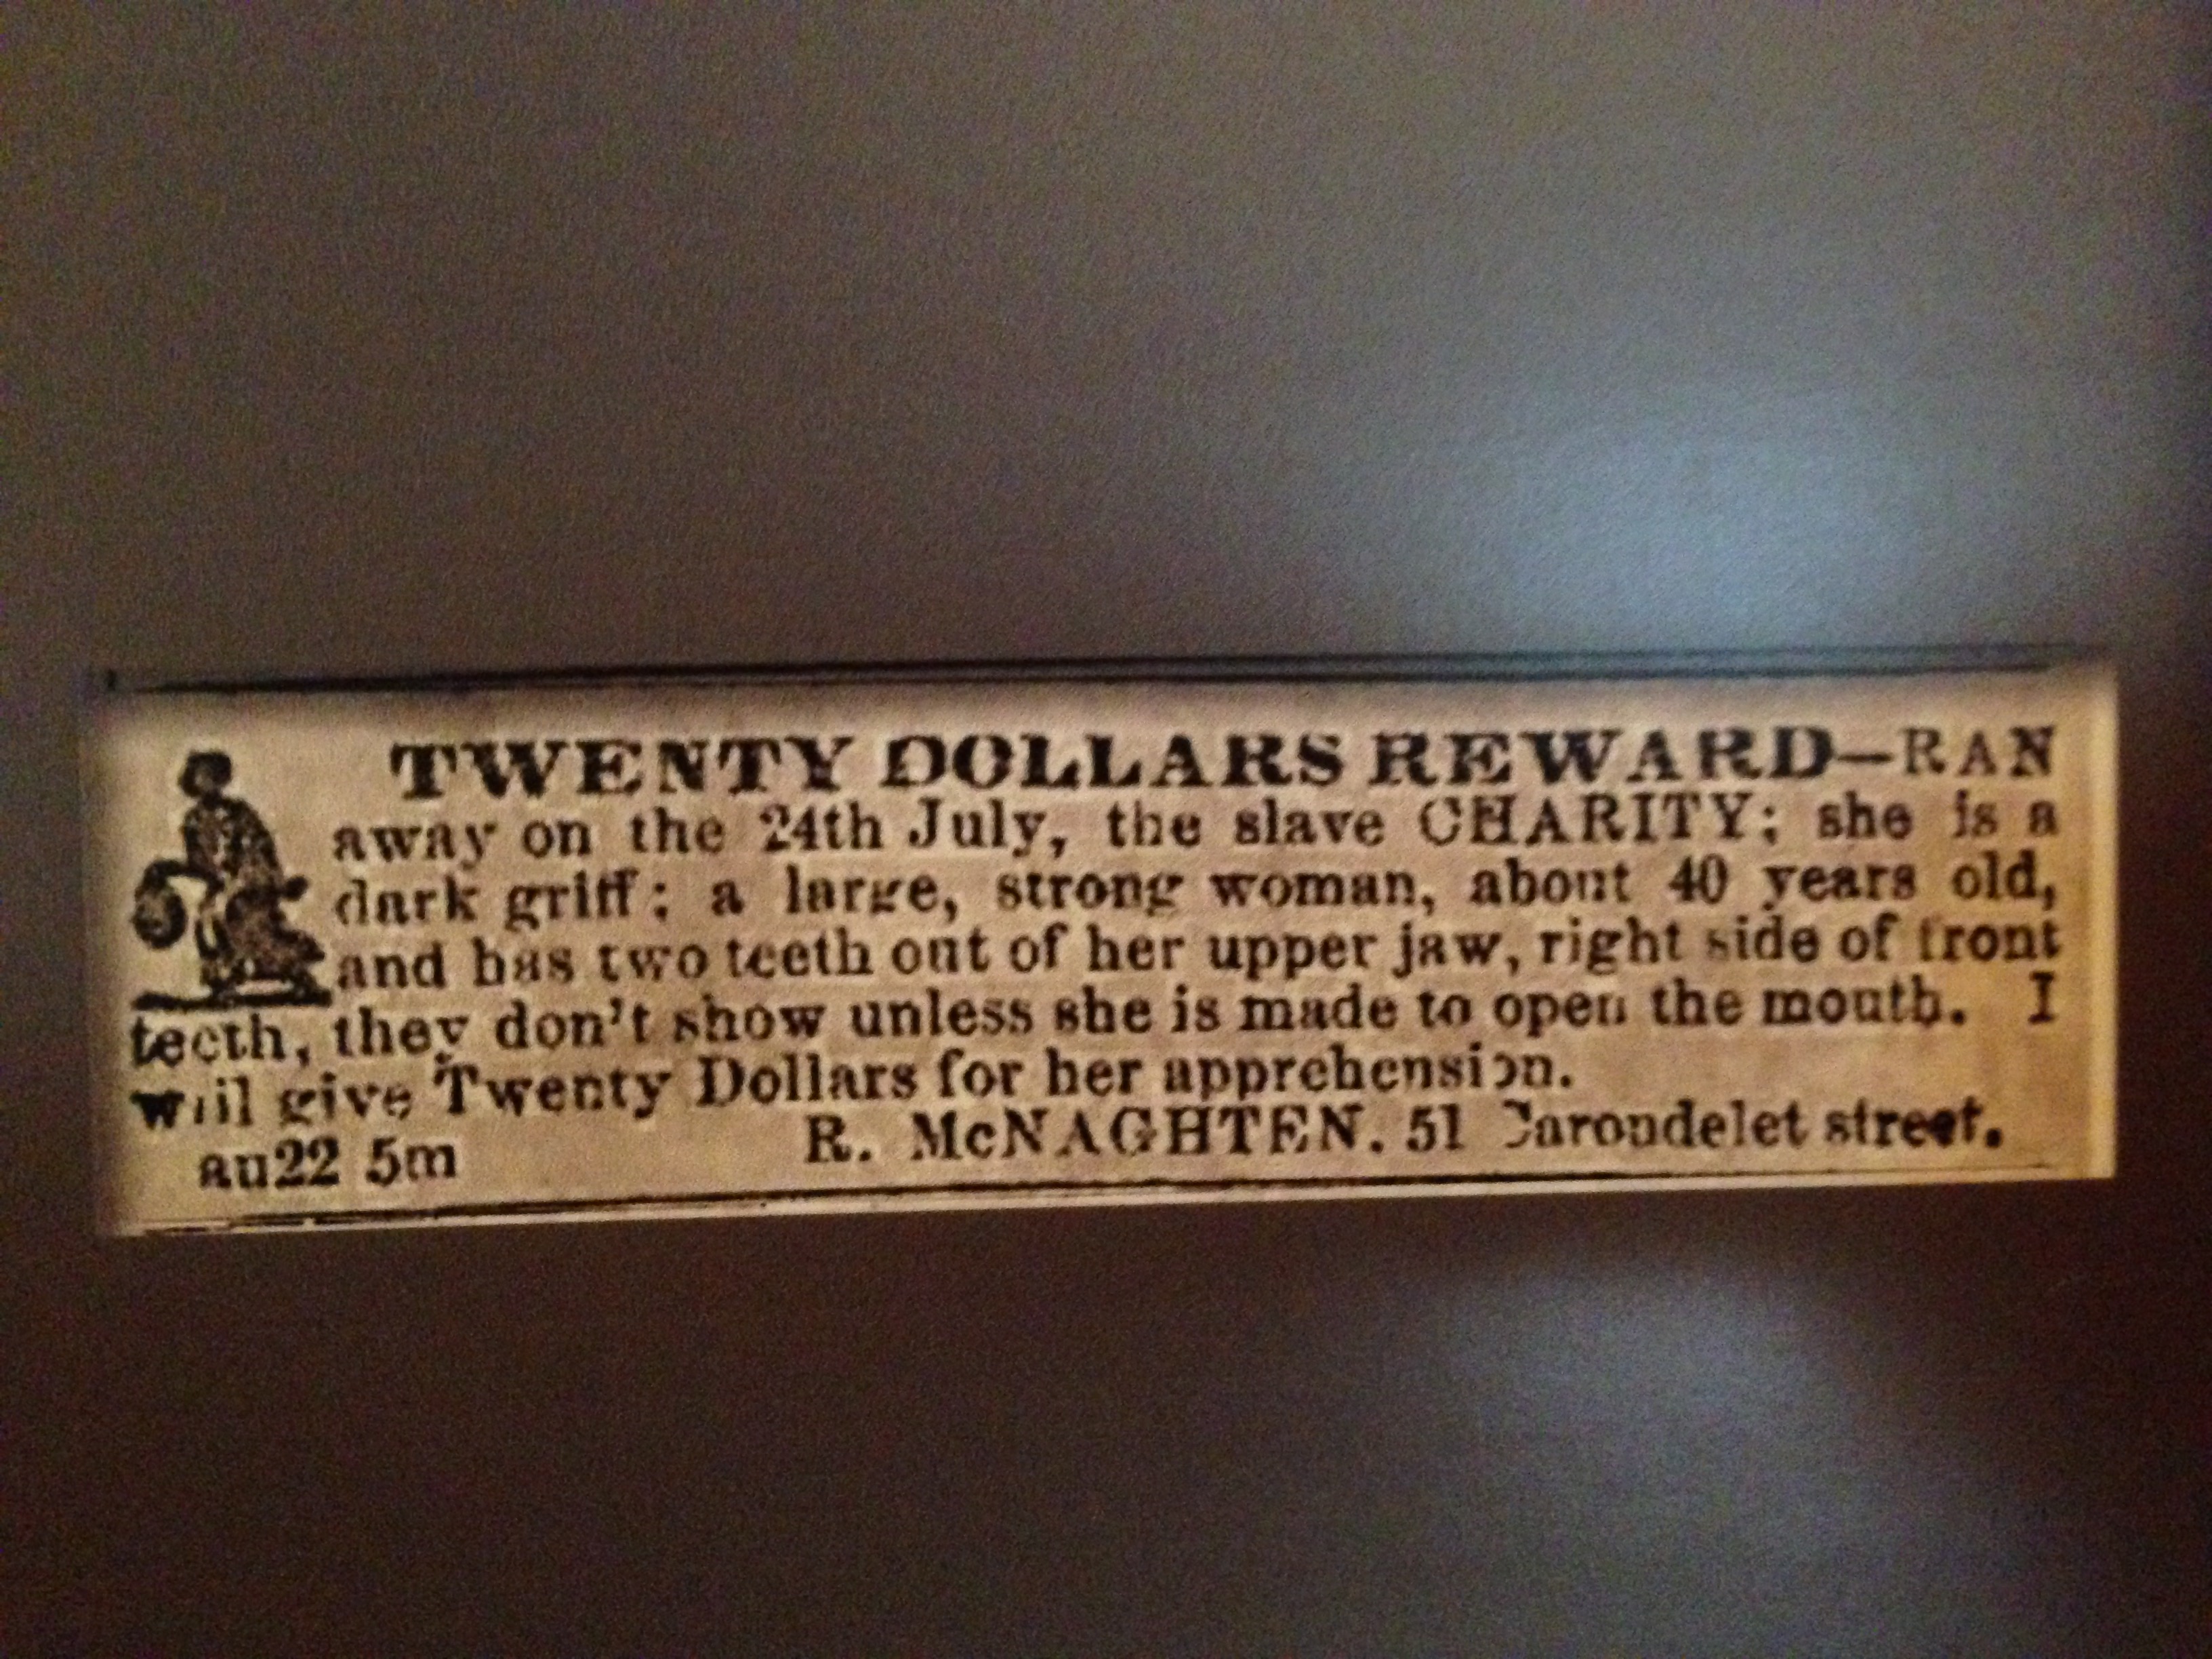 TWENTY DOLLARS REWARD—RAN
away on the 24th July, the slave CHARITY; she is a
dark griff; a large, strong woman, about 40 years old,
and has two teeth out of her upper jaw, right side of front
teeth, they don't show unless she is made to open the mouth. I
will give Twenty Dollars for her apprehension.
R. McNAGHTEN. 51 Carondelet street.
au22 5m